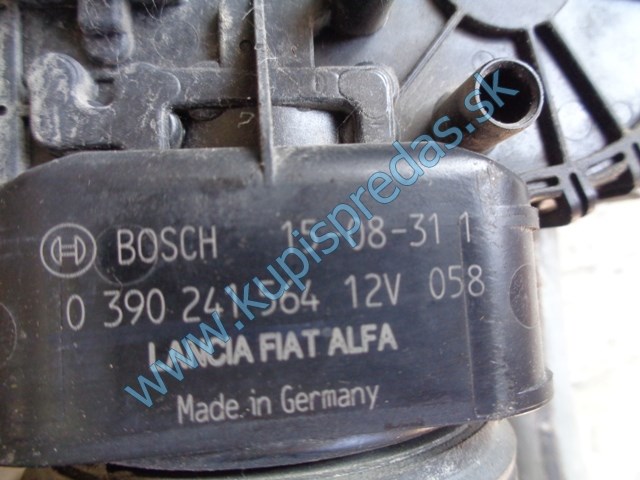 BOSCH 15-08-31 1
0 390 241 564 12V 058
LANCIA FIAT ALFA
Made in Germany
www.kupispredas.sk